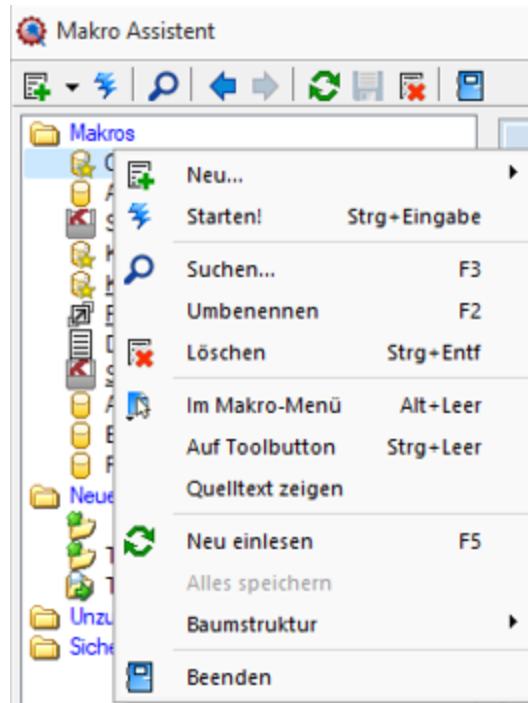 Makro Assistent
Makros
Neu...
Starten! Strg+Eingabe
Suchen... F3
Umbenennen F2
Löschen Strg+Entf
Im Makro-Menü Alt+Leer
Auf Toolbutton Strg+Leer
Quelltext zeigen
Neu einlesen F5
Alles speichern
Baumstruktur
Beenden